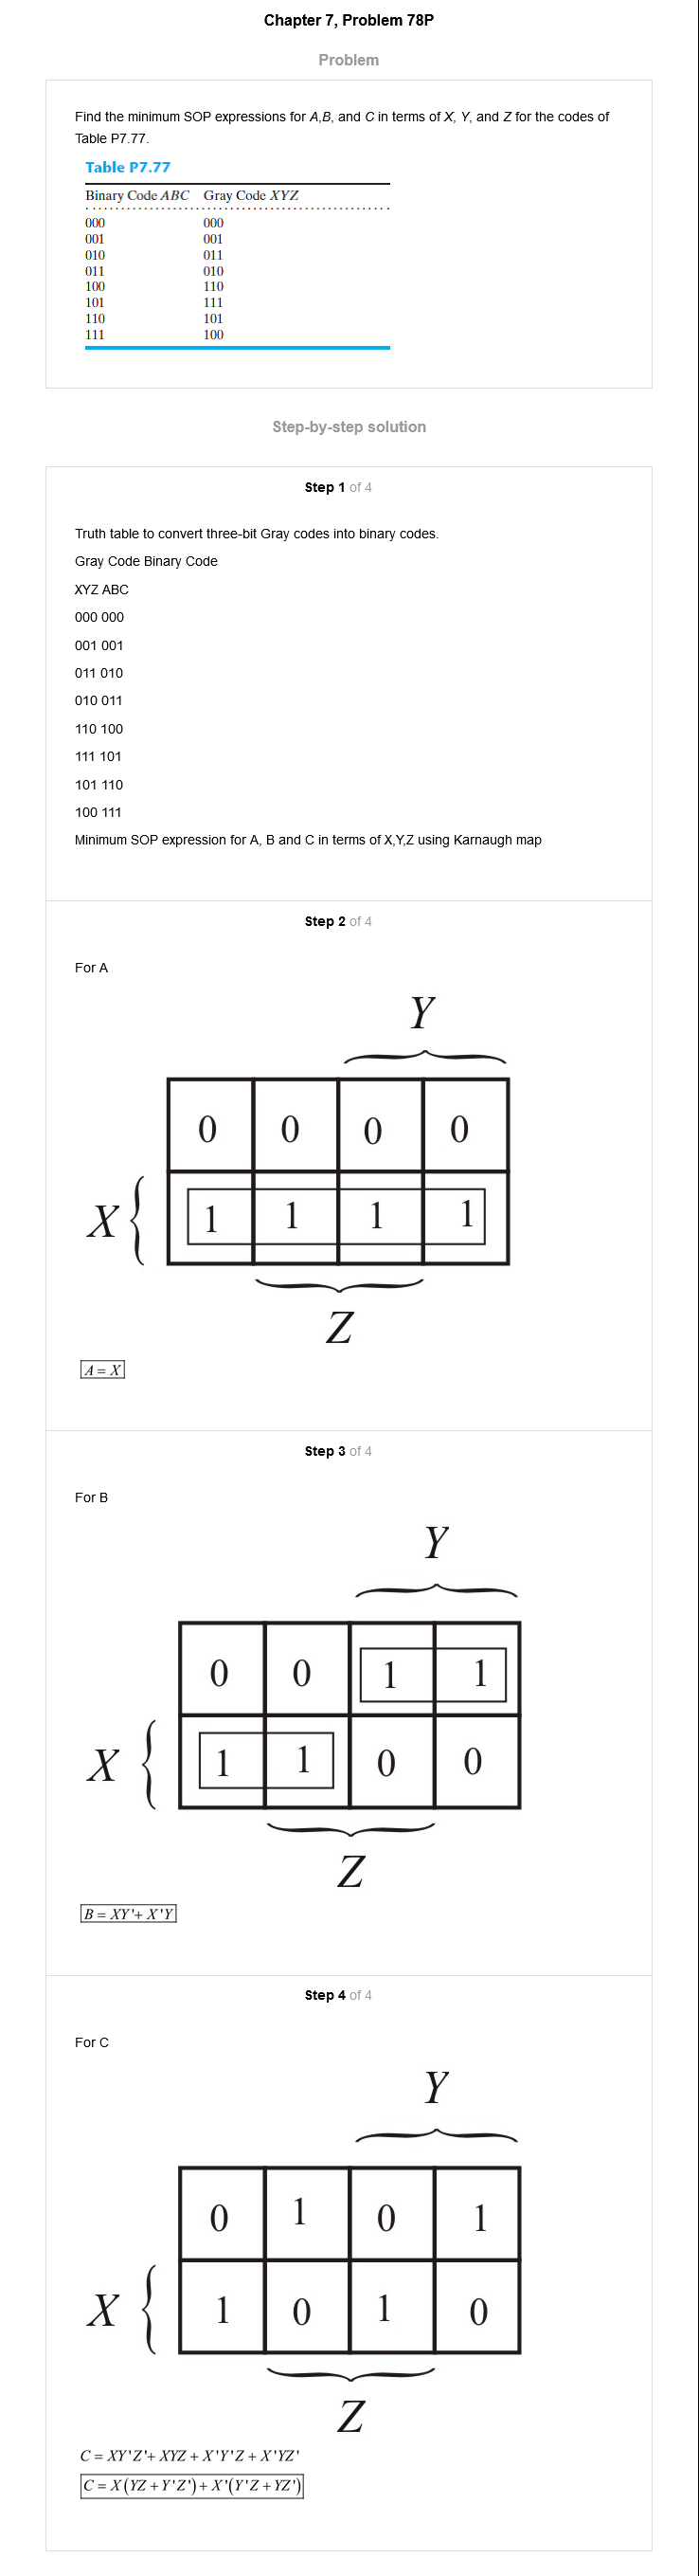 Chapter 7, Problem 78P
Problem
Find the minimum SOP expressions for A,B, and C in terms of X, Y, and Z for the codes of
Table P7.77.
Table P7.77
Binary Code ABC Gray Code XYZ
000 000
001 001
010 011
011 010
100 110
101 111
110 101
111 100
Step-by-step solution
Step 1 of 4
Truth table to convert three-bit Gray codes into binary codes.
Gray Code Binary Code
XYZ ABC
000 000
001 001
011 010
010 011
110 100
111 101
101 110
100 111
Minimum SOP expression for A, B and C in terms of X,Y,Z using Karnaugh map
Step 2 of 4
For A
Y
0 0 0 0
X { 1 1 1 1
Z
A = X
Step 3 of 4
For B
Y
0 0 1 1
X { 1 1 0 0
Z
B = XY'+ X'Y
Step 4 of 4
For C
Y
0 1 0 1
X { 1 0 1 0
Z
C = XY'Z'+ XYZ + X'Y'Z + X'YZ'
C = X(YZ + Y'Z') + X'(Y'Z + YZ')